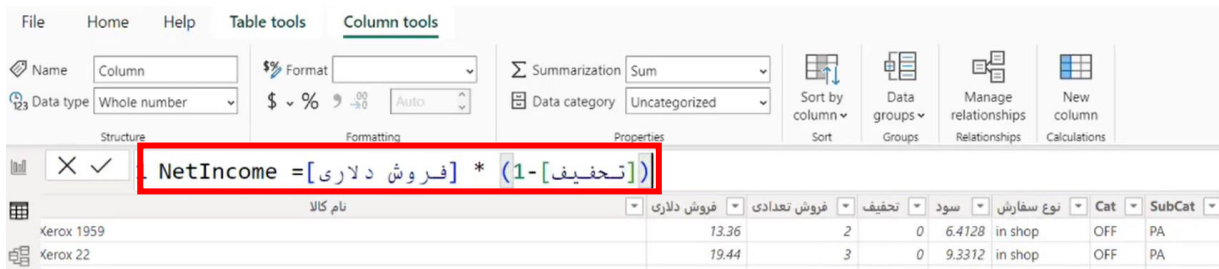 File Home Help Table tools Column tools
Name Column $% Format Summarization Sum Sort by column Data groups Manage relationships New column
Data type Whole number $ % 9 .00 →0 Auto Data category Uncategorized
Structure Formatting Properties Sort Groups Relationships Calculations
1 NetIncome =[فروش دلاری] * (1-[تخفیف])
نام کالا فروش دلاری فروش تعدادی تخفیف سود نوع سفارش Cat SubCat
Xerox 1959 13.36 2 0 6.4128 in shop OFF PA
Xerox 22 19.44 3 0 9.3312 in shop OFF PA